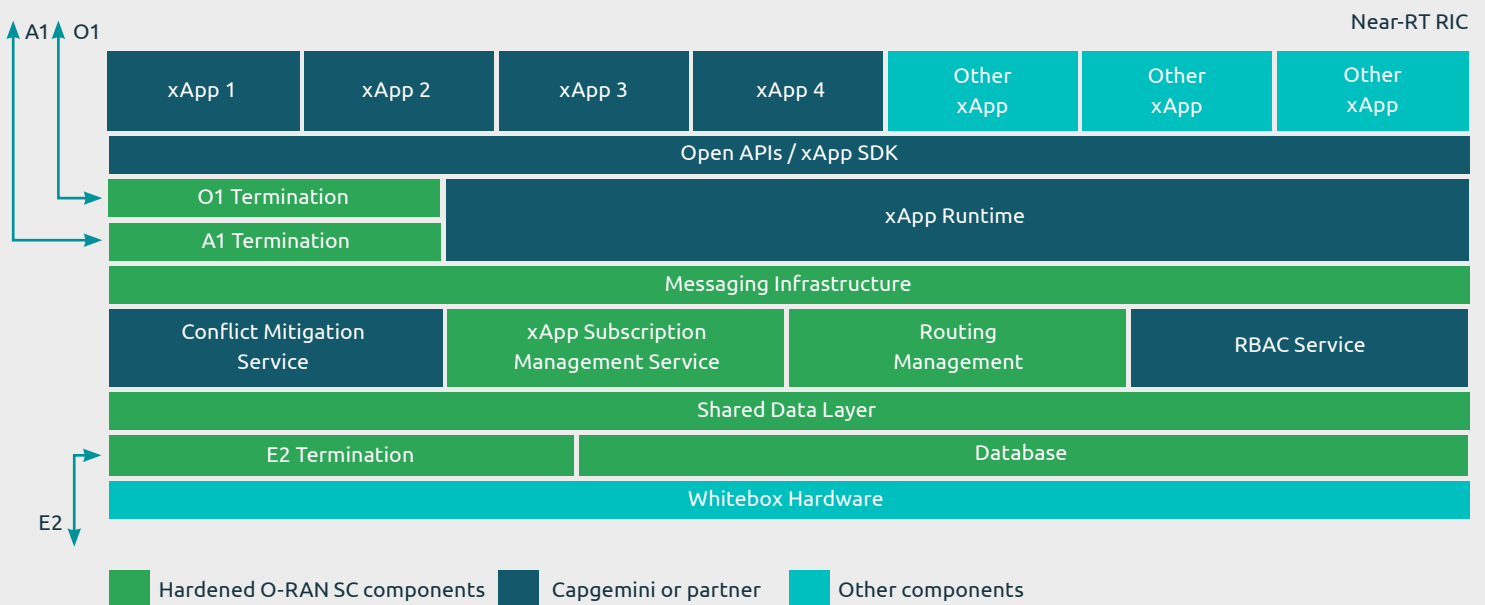 A1
O1
Near-RT RIC
xApp 1
xApp 2
xApp 3
xApp 4
Other
xApp
Other
xApp
Other
xApp
Open APIs / xApp SDK
O1 Termination
A1 Termination
xApp Runtime
Messaging Infrastructure
Conflict Mitigation
Service
xApp Subscription
Management Service
Routing
Management
RBAC Service
Shared Data Layer
E2 Termination
Database
Whitebox Hardware
E2
Hardened O-RAN SC components
Capgemini or partner
Other components